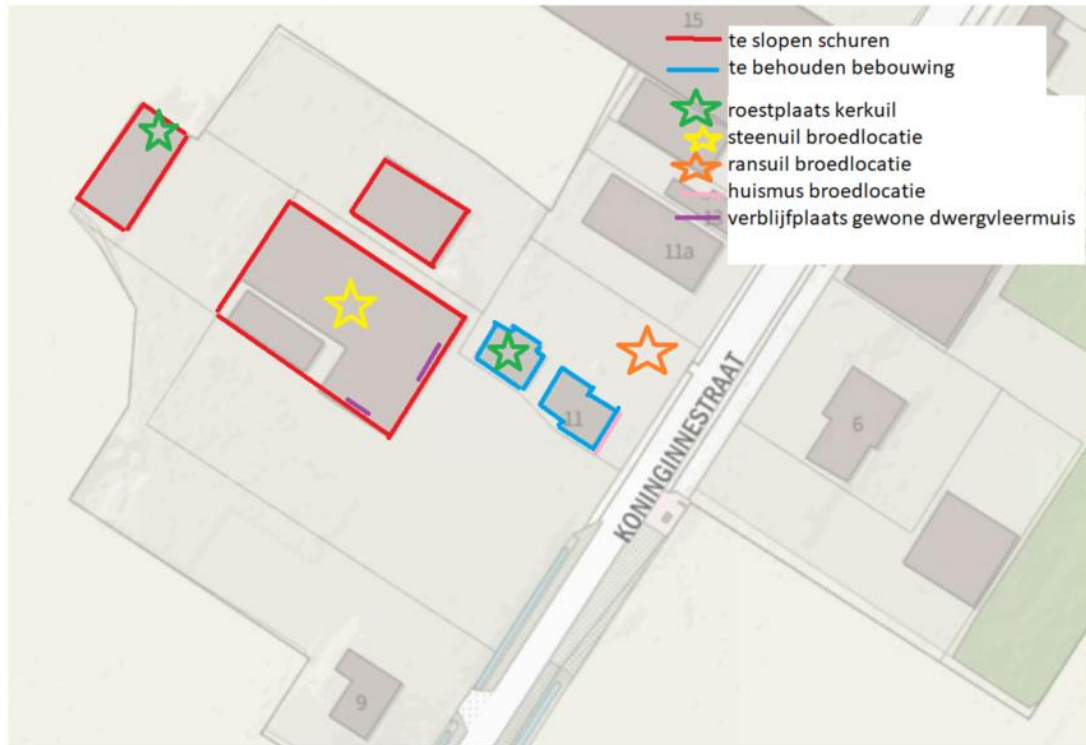 15
te slopen schuren
te behouden bebouwing
roestplaats kerkuil
steenuil broedlocatie
ransuil broedlocatie
huismus broedlocatie
13
verblijfplaats gewone dwergvleermuis
11a
KONINGINNESTRAAT
11
6
9